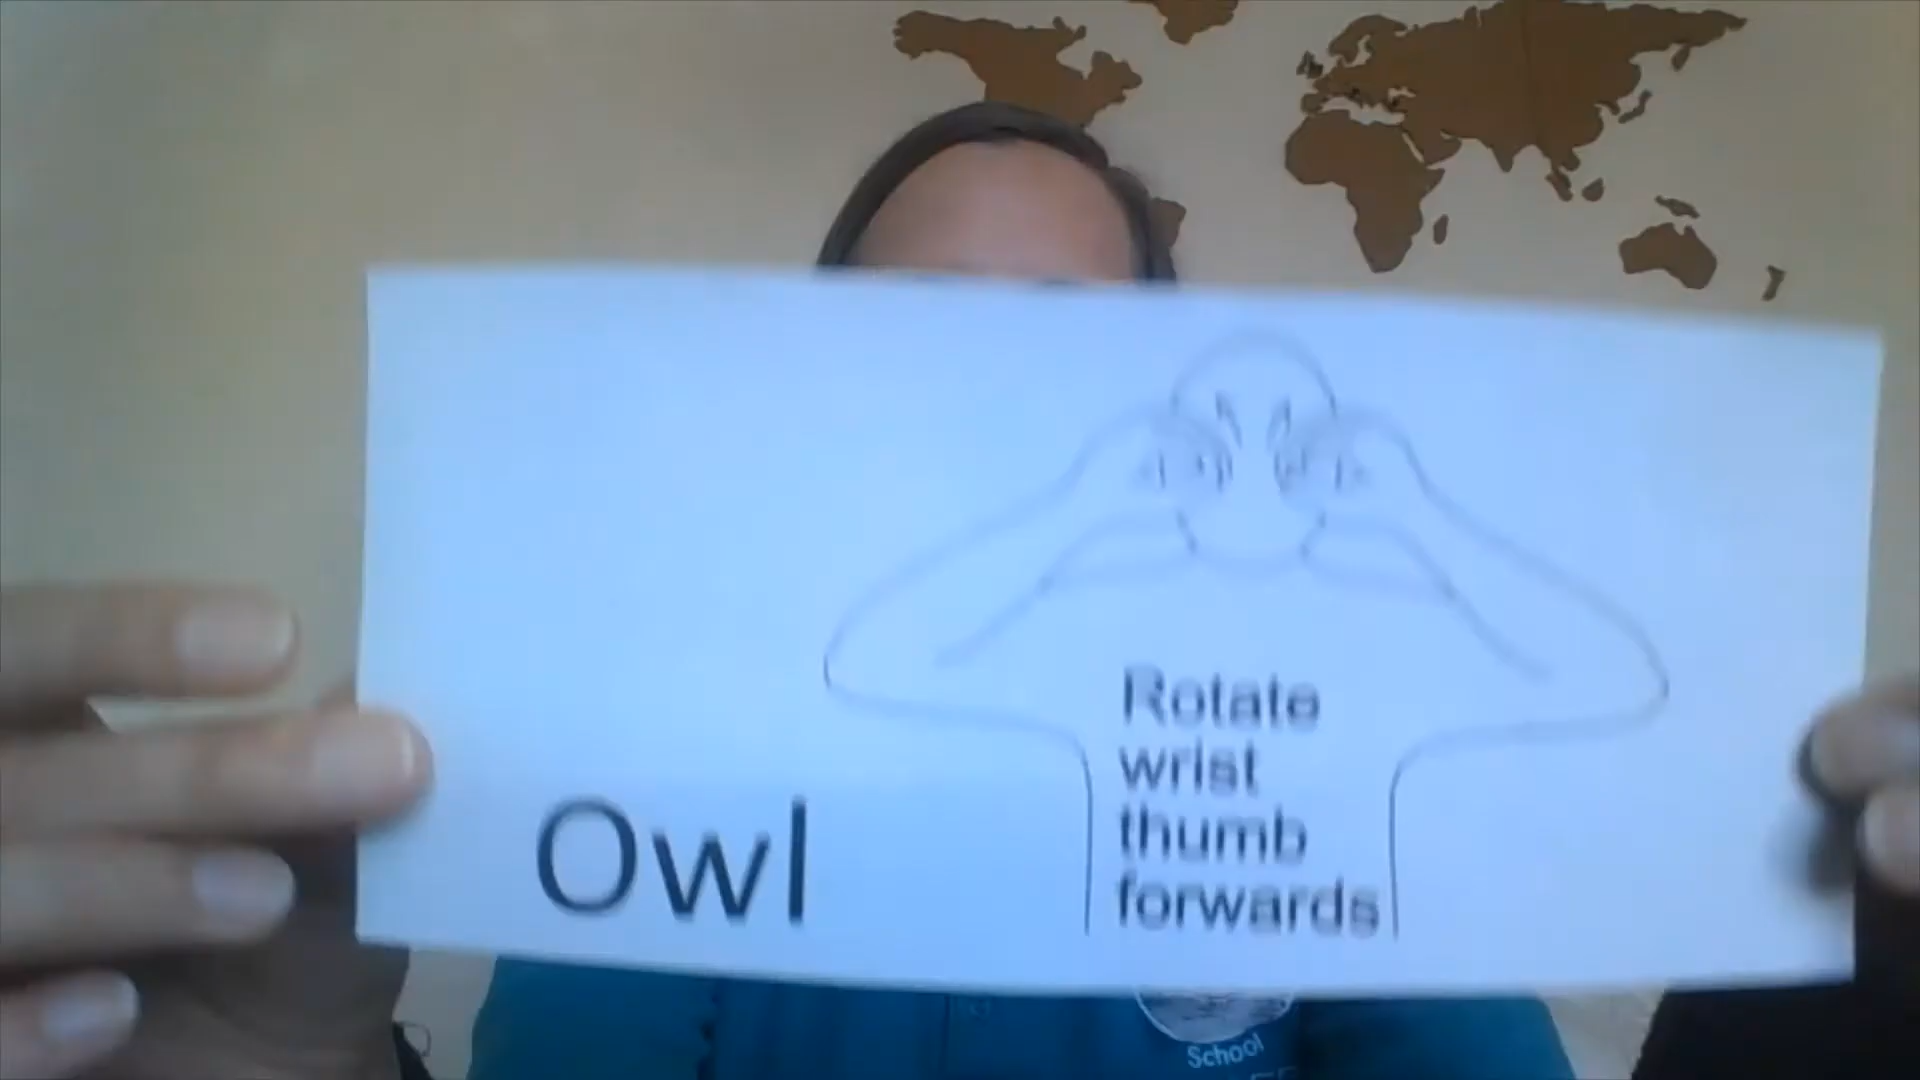 Owl
Rotate
wrist
thumb
forwards
School